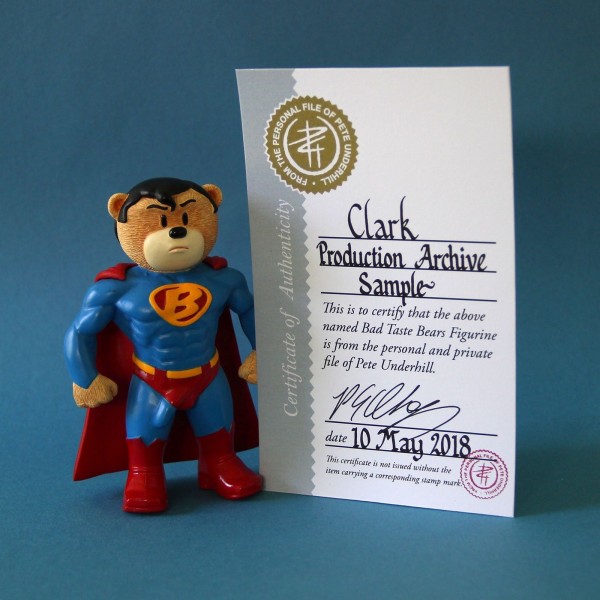 FROM THE PERSONAL FILE OF PETE UNDERHILL
Certificate of Authenticity
Clark
Production Archive
Sample
This is to certify that the above
named Bad Taste Bears Figurine
is from the personal and private
file of Pete Underhill.
date 10 May 2018
This certificate is not issued without the
item carrying a corresponding stamp mark.
B